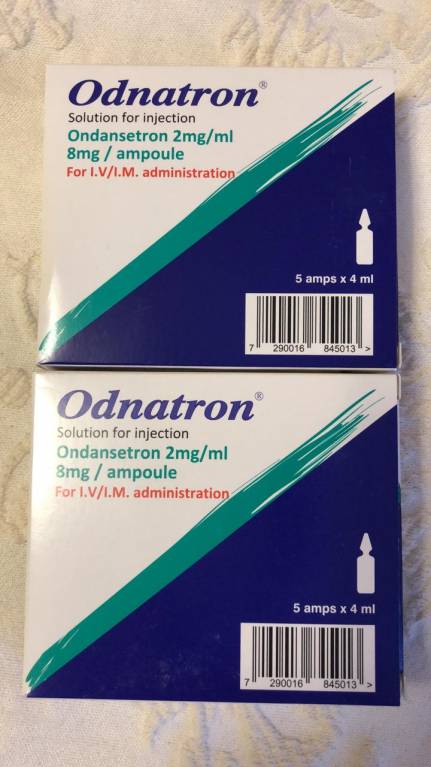 Odnatron®
Solution for injection
Ondansetron 2mg/ml
8mg / ampoule
For I.V/I.M. administration
5 amps x 4 ml
7 290016 845013 >
Odnatron®
Solution for injection
Ondansetron 2mg/ml
8mg / ampoule
For I.V/I.M. administration
5 amps x 4 ml
7 290016 845013 >